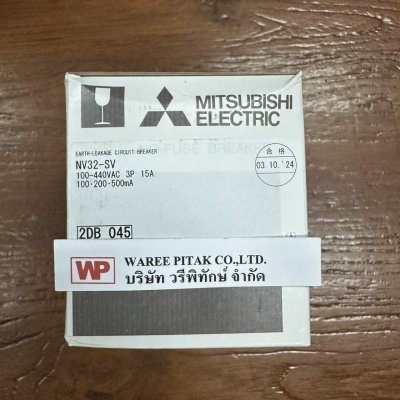 MITSUBISHI
ELECTRIC
EARTH-LEAKAGE CIRCUIT-BREAKER
NV32-SV
100-440VAC 3P 15A
100·200·500mA
合格
03.10.'24
2DB 045
WP
WAREE PITAK CO.,LTD.
บริษัท วรีพิทักษ์ จำกัด